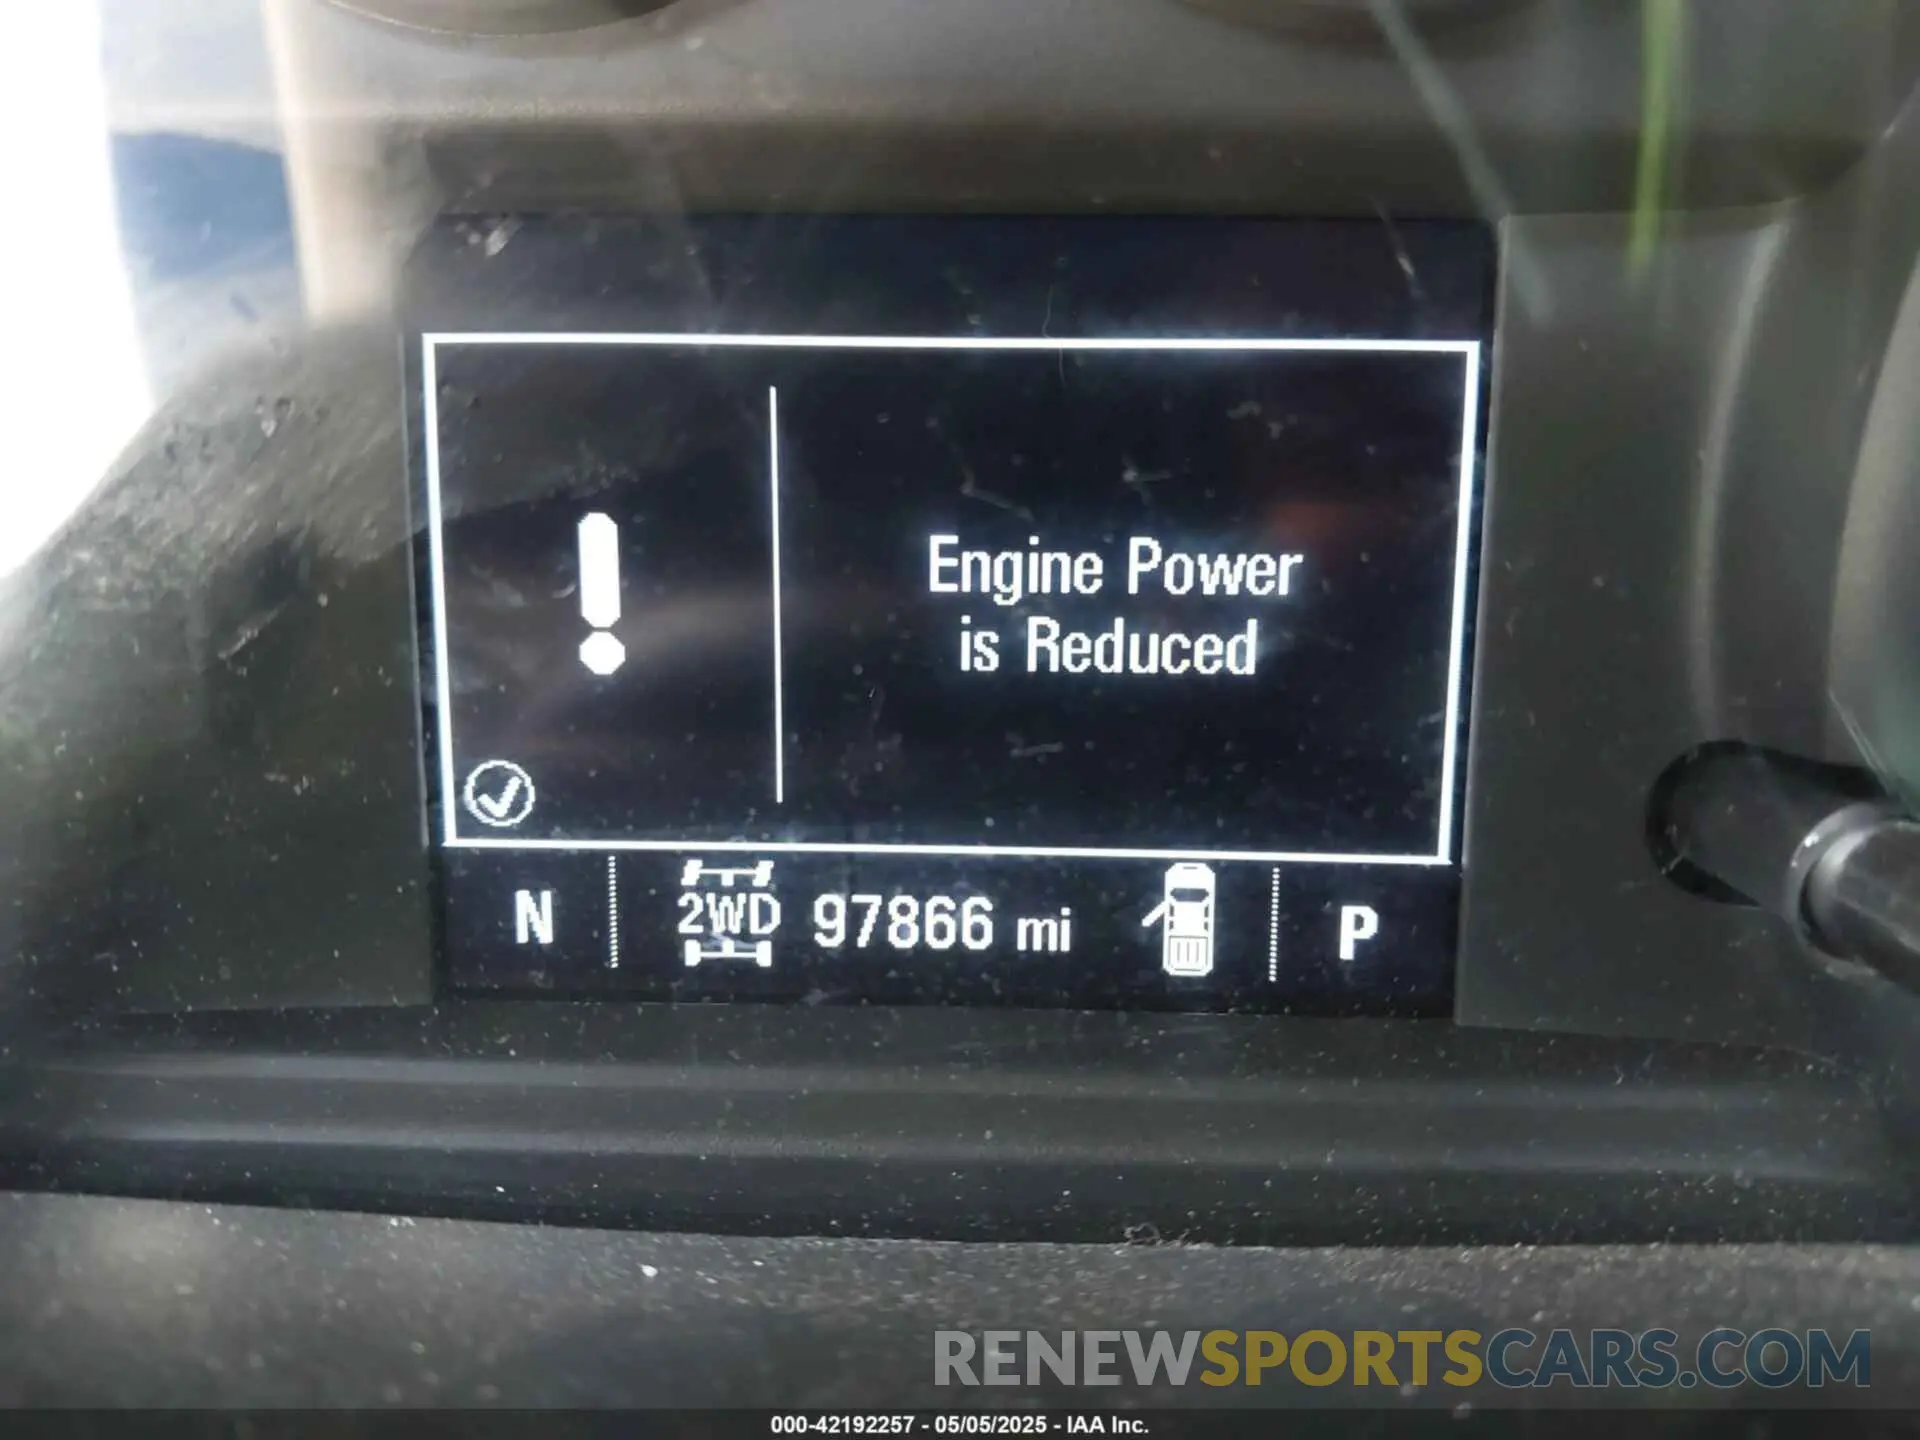 Engine Power
is Reduced
N 2WD 97866 mi P
RENEWSPORTSCARS.COM
000-42192257 - 05/05/2025 - IAA Inc.